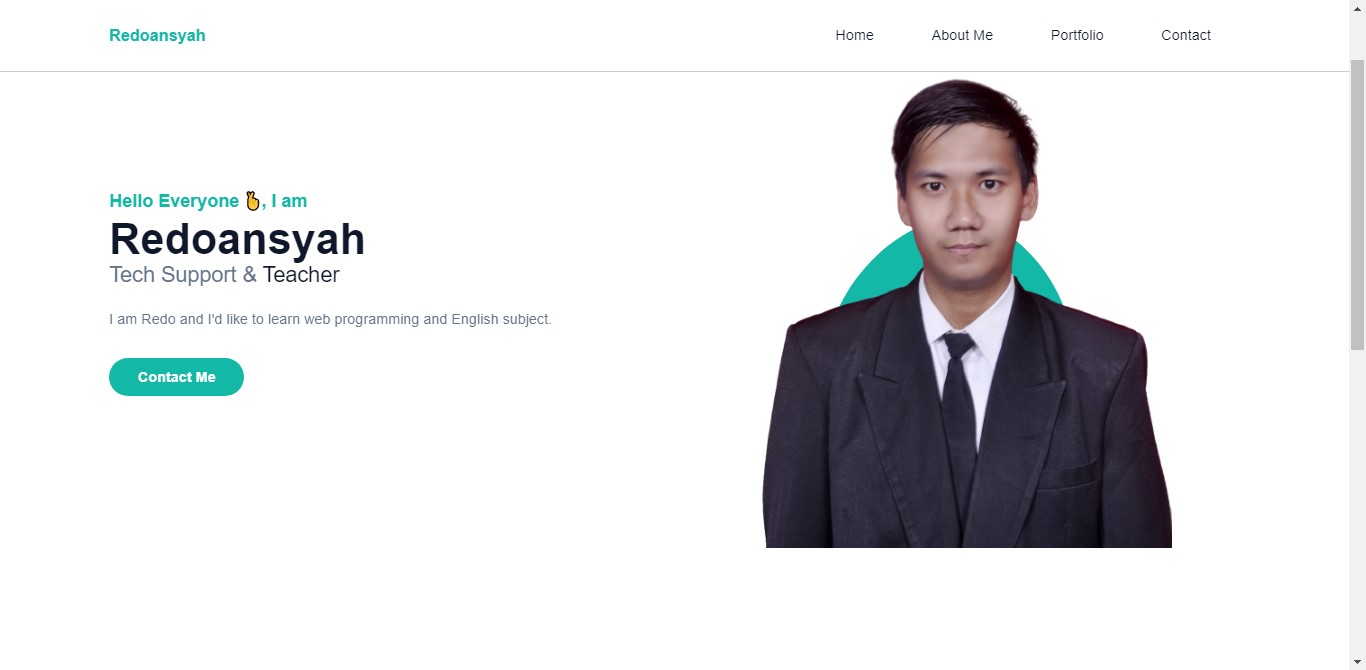 Redoansyah
Home
About Me
Portfolio
Contact
Hello Everyone 🫰, I am
Redoansyah
Tech Support & Teacher
I am Redo and I'd like to learn web programming and English subject.
Contact Me